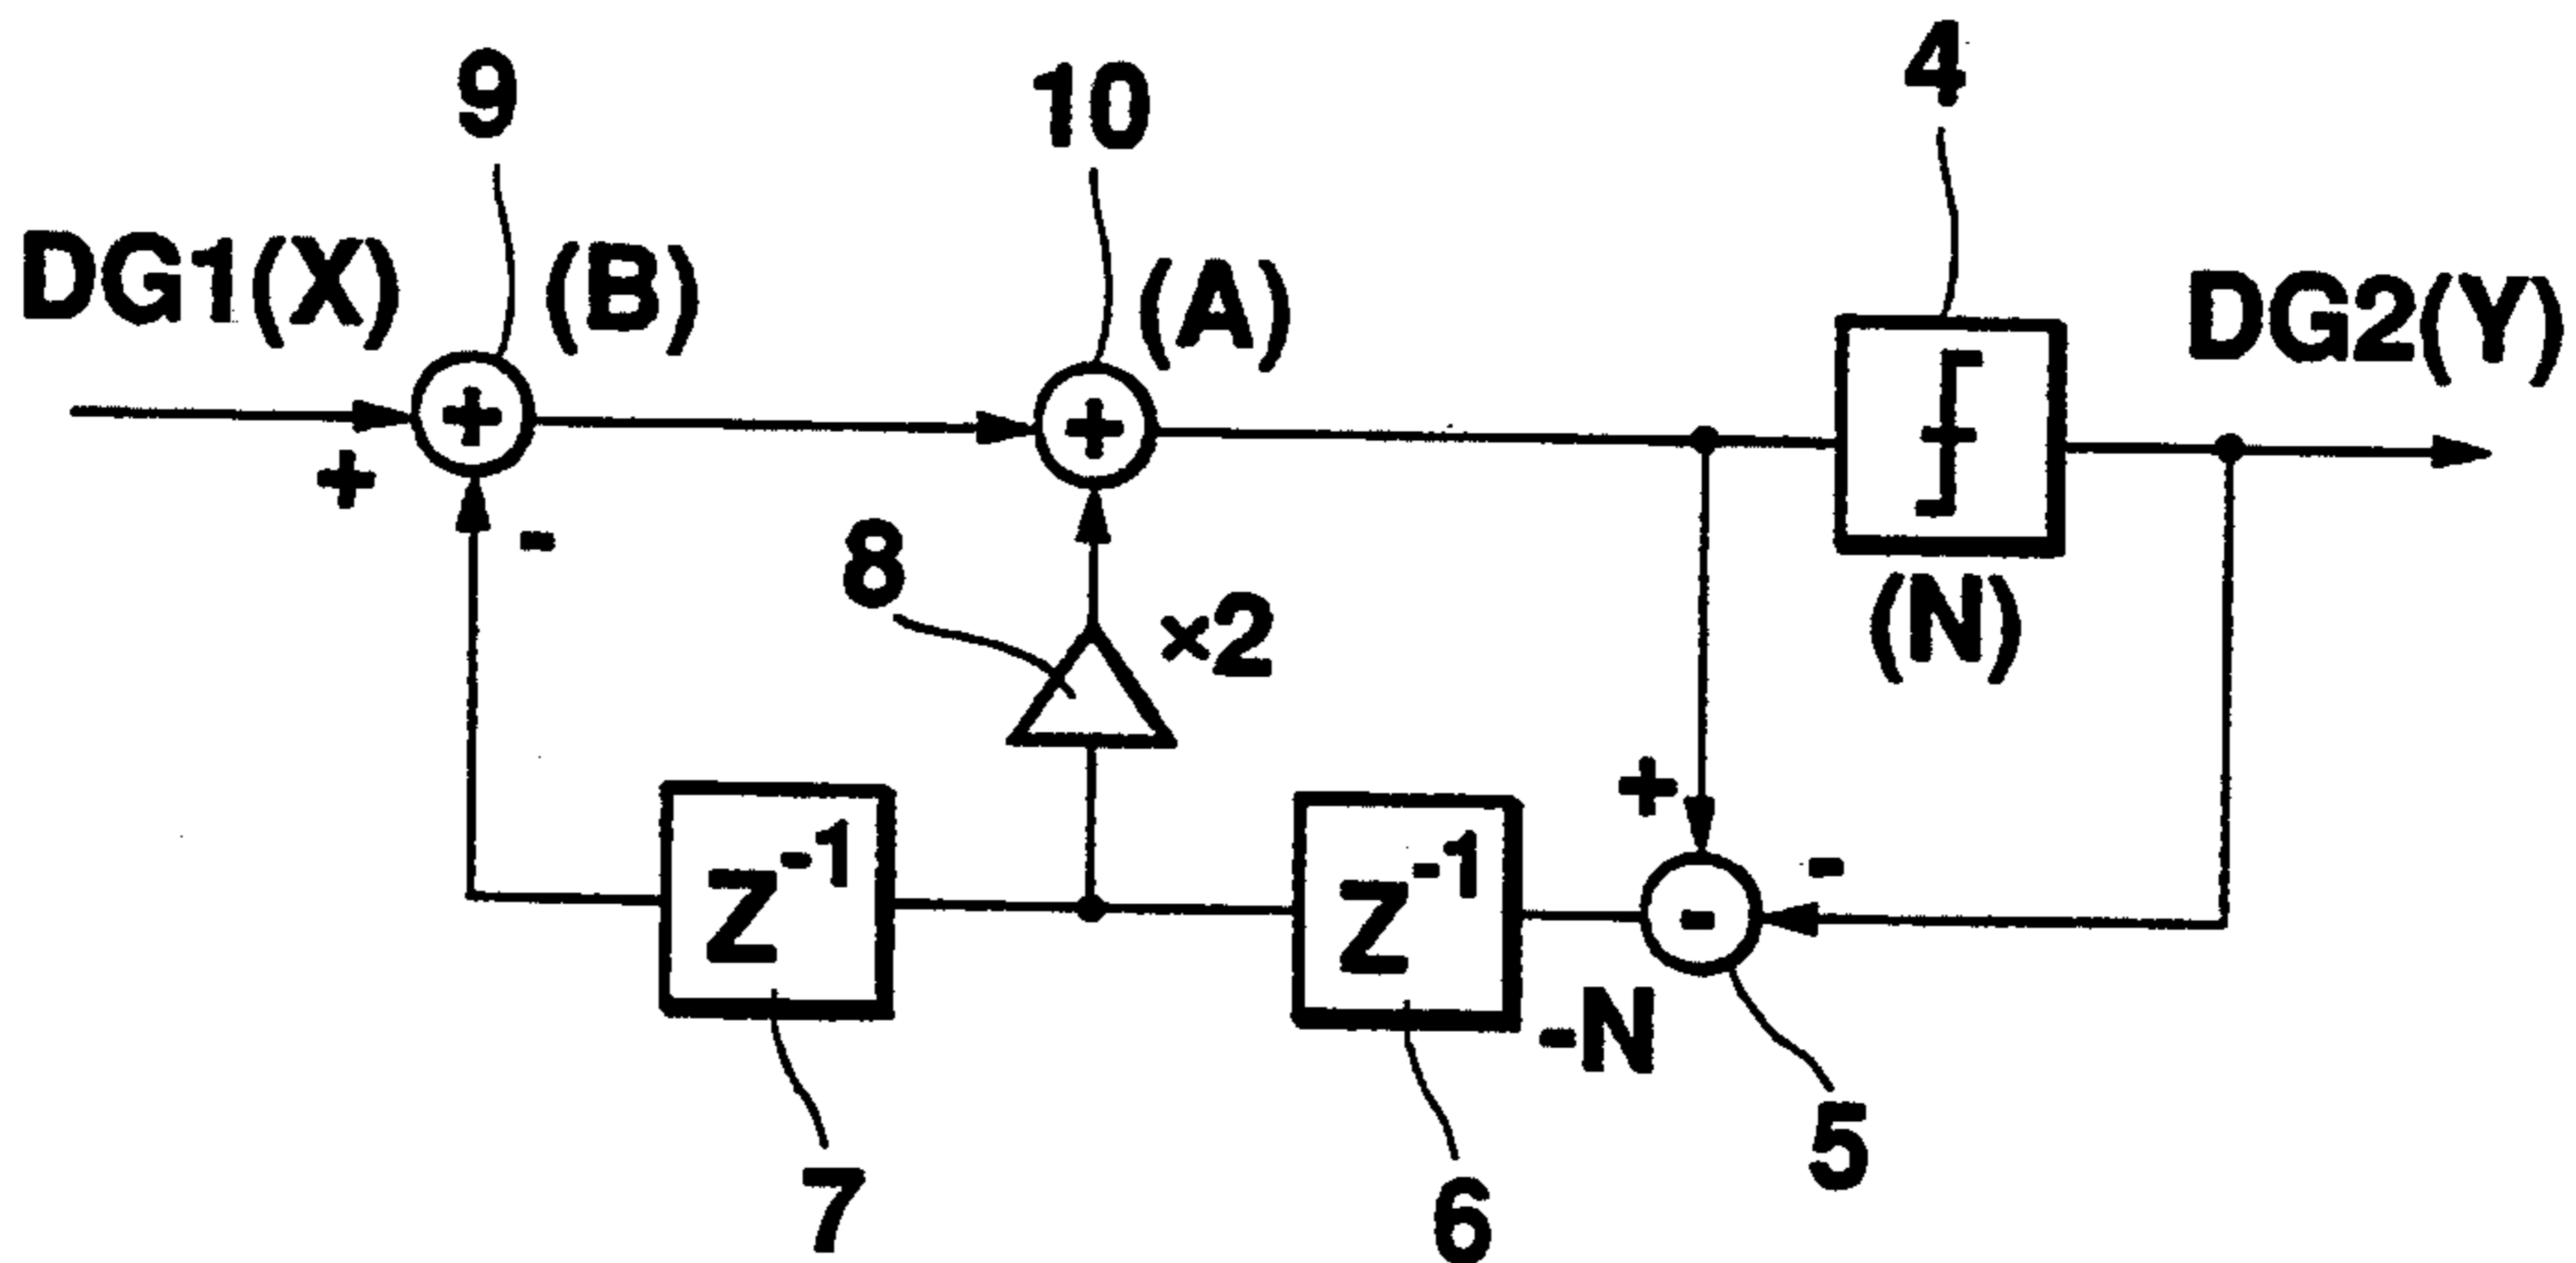 9
10
4
DG1(X)
(B)
(A)
DG2(Y)
+
+
+
-
8
×2
(N)
+
-
Z-1
Z-1
-
-N
7
6
5